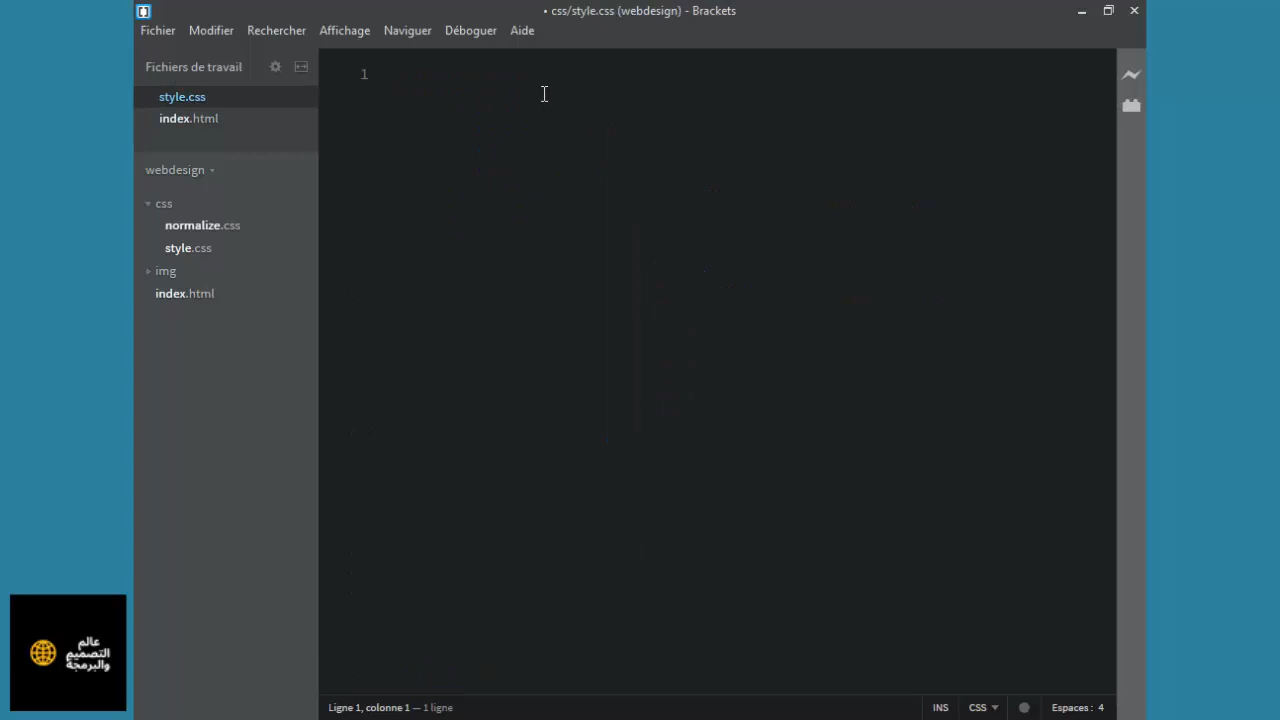 • css/style.css (webdesign) - Brackets
Fichier Modifier Rechercher Affichage Naviguer Déboguer Aide
Fichiers de travail
style.css
index.html
webdesign
css
normalize.css
style.css
img
index.html
1
عالم
التصميم
والبرمجة
Ligne 1, colonne 1 — 1 ligne
INS CSS Espaces : 4